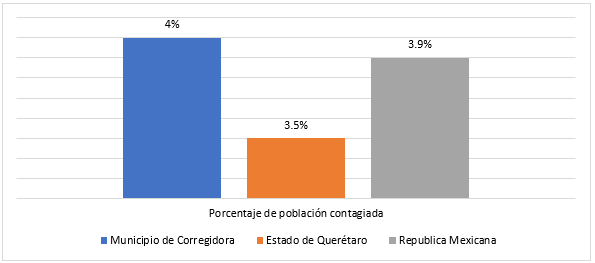 4%
3.5%
3.9%
Porcentaje de población contagiada
Municipio de Corregidora
Estado de Querétaro
Republica Mexicana